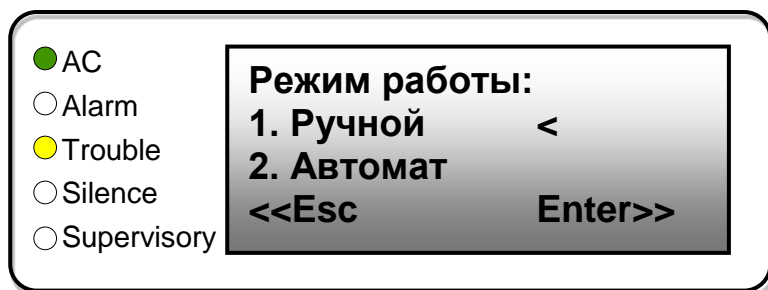 AC
Alarm
Trouble
Silence
Supervisory
Режим работы:
1. Ручной <
2. Автомат
<<Esc Enter>>